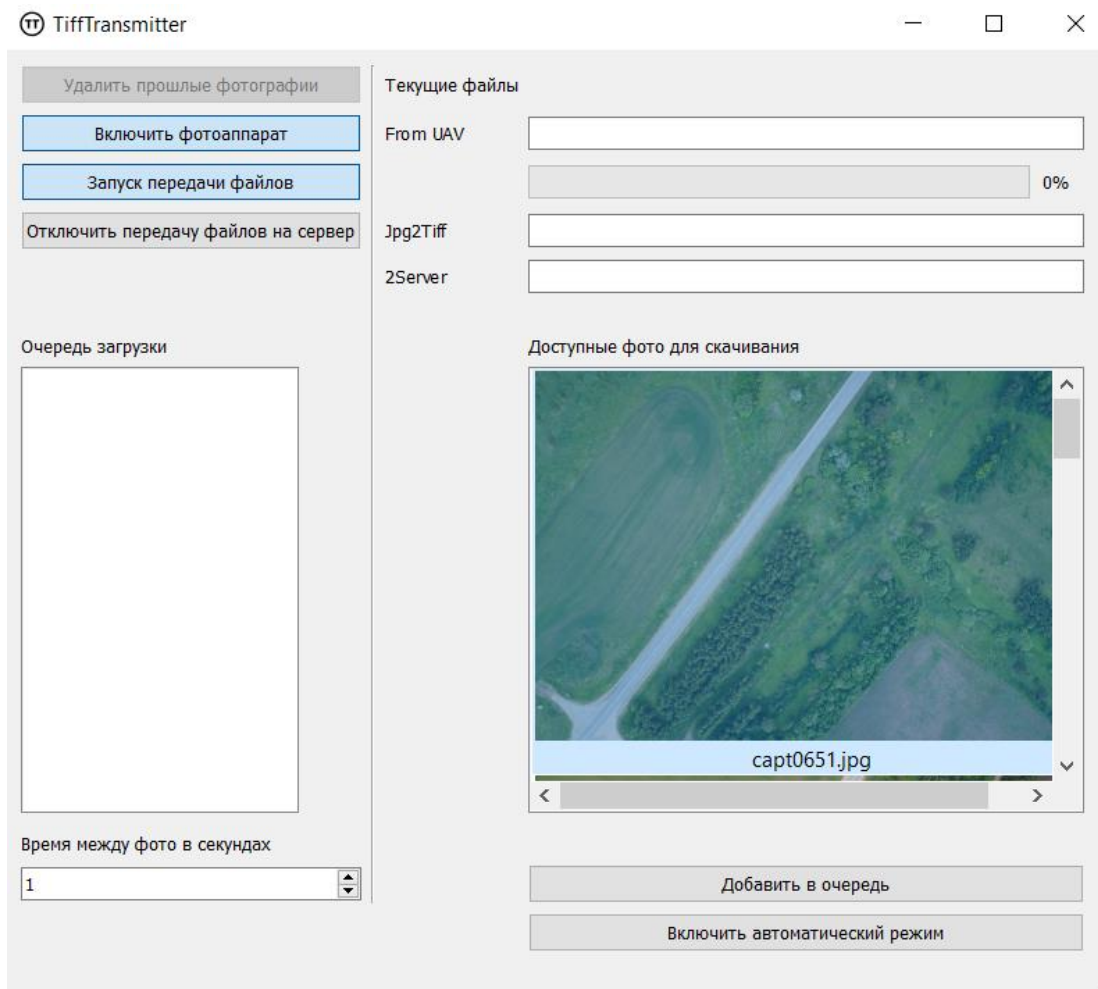 TiffTransmitter
Удалить прошлые фотографии
Включить фотоаппарат
Запуск передачи файлов
Отключить передачу файлов на сервер
Текущие файлы
From UAV
0%
Jpg2Tiff
2Server
Очередь загрузки
Доступные фото для скачивания
capt0651.jpg
Время между фото в секундах
1
Добавить в очередь
Включить автоматический режим